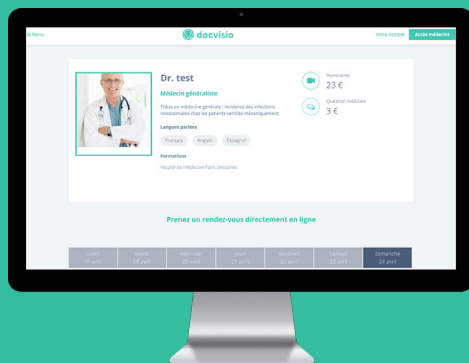 Menu
docvisio
Votre compte
Accès médecins
Dr. test
Médecin généraliste
Thèse en médecine générale : incidence des infections
nosocomiales chez les patients ventilés mécaniquement
Langues parlées
Français
Anglais
Espagnol
Formations
Faculté de médecine Paris Descartes
Honoraires
23 €
Question médicale
3 €
Prenez un rendez-vous directement en ligne
Lundi
18 avril
Mardi
19 avril
Mercredi
20 avril
Jeudi
21 avril
Vendredi
22 avril
Samedi
23 avril
Dimanche
24 avril